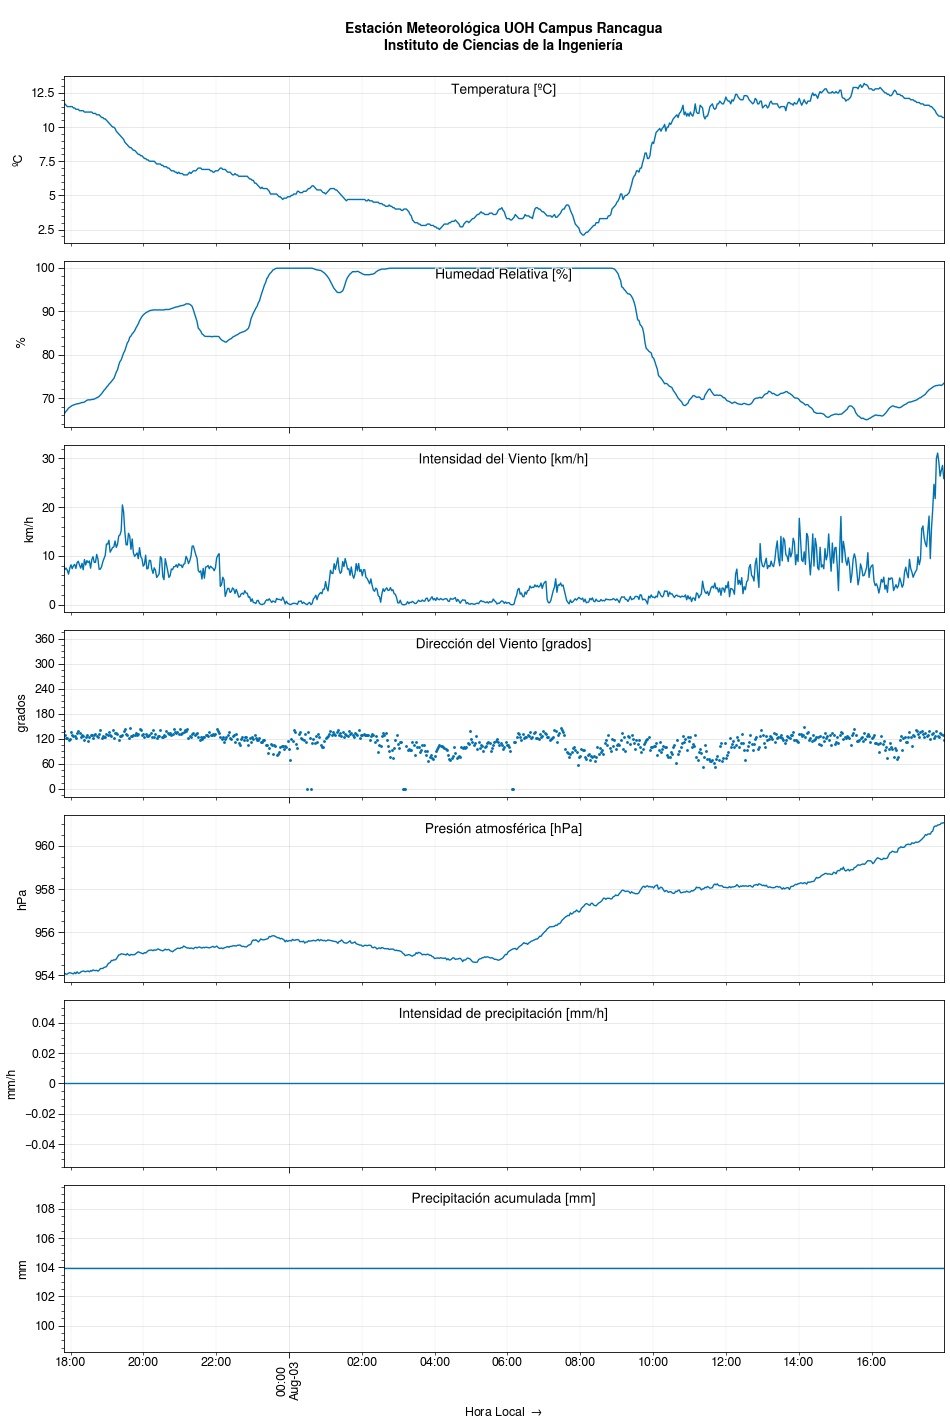 Estación Meteorológica UOH Campus Rancagua
Instituto de Ciencias de la Ingeniería
Temperatura [ºC]
12.5
10
7.5
5
2.5
ºC
Humedad Relativa [%]
100
90
80
70
%
Intensidad del Viento [km/h]
30
20
10
0
km/h
Dirección del Viento [grados]
360
300
240
180
120
60
0
grados
Presión atmosférica [hPa]
960
958
956
954
hPa
Intensidad de precipitación [mm/h]
0.04
0.02
0
−0.02
−0.04
mm/h
Precipitación acumulada [mm]
108
106
104
102
100
mm
18:00 20:00 22:00 00:00 02:00 04:00 06:00 08:00 10:00 12:00 14:00 16:00
Aug-03
Hora Local →